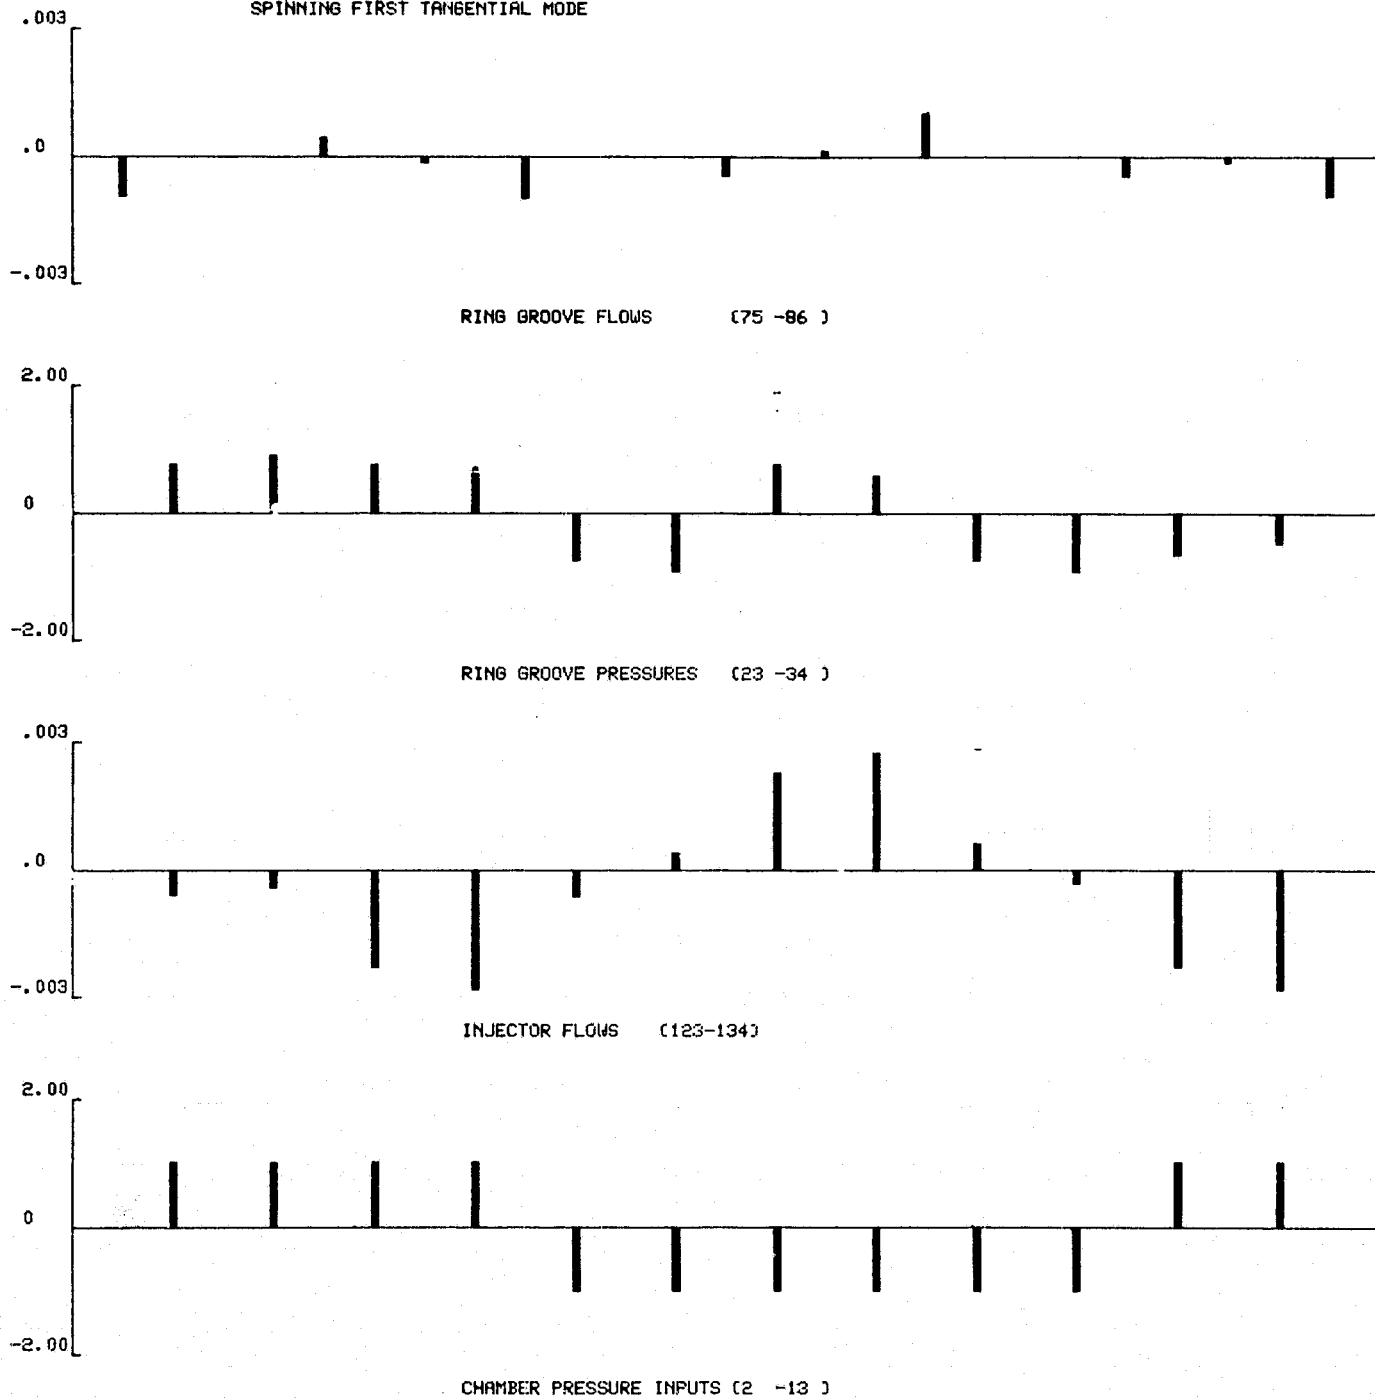 SPINNING FIRST TANGENTIAL MODE
.003
.0
-.003
RING GROOVE FLOWS (75 -86 )
2.00
0
-2.00
RING GROOVE PRESSURES (23 -34 )
.003
.0
-.003
INJECTOR FLOWS (123-134)
2.00
0
-2.00
CHAMBER PRESSURE INPUTS (2 -13 )